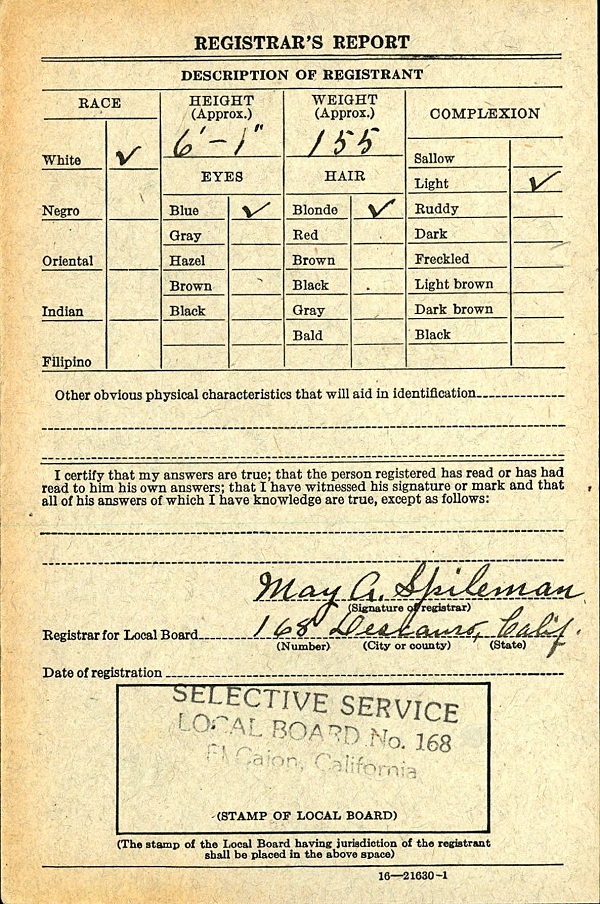 REGISTRAR'S REPORT
DESCRIPTION OF REGISTRANT
RACE
HEIGHT
(Approx.)
WEIGHT
(Approx.)
COMPLEXION
6'-1"
155
White ✓
Negro
Oriental
Indian
Filipino
EYES
Blue ✓
Gray
Hazel
Brown
Black
HAIR
Blonde ✓
Red
Brown
Black
Gray
Bald
Sallow
Light ✓
Ruddy
Dark
Freckled
Light brown
Dark brown
Black
Other obvious physical characteristics that will aid in identification
I certify that my answers are true; that the person registered has read or has had
read to him his own answers; that I have witnessed his signature or mark and that
all of his answers of which I have knowledge are true, except as follows:
May A. Spileman
(Signature of registrar)
Registrar for Local Board 168 Calif.
(Number) (City or county) (State)
Date of registration
SELECTIVE SERVICE
LOCAL BOARD No. 168
El Cajon, California
(STAMP OF LOCAL BOARD)
(The stamp of the Local Board having jurisdiction of the registrant
shall be placed in the above space)
16—21630-1